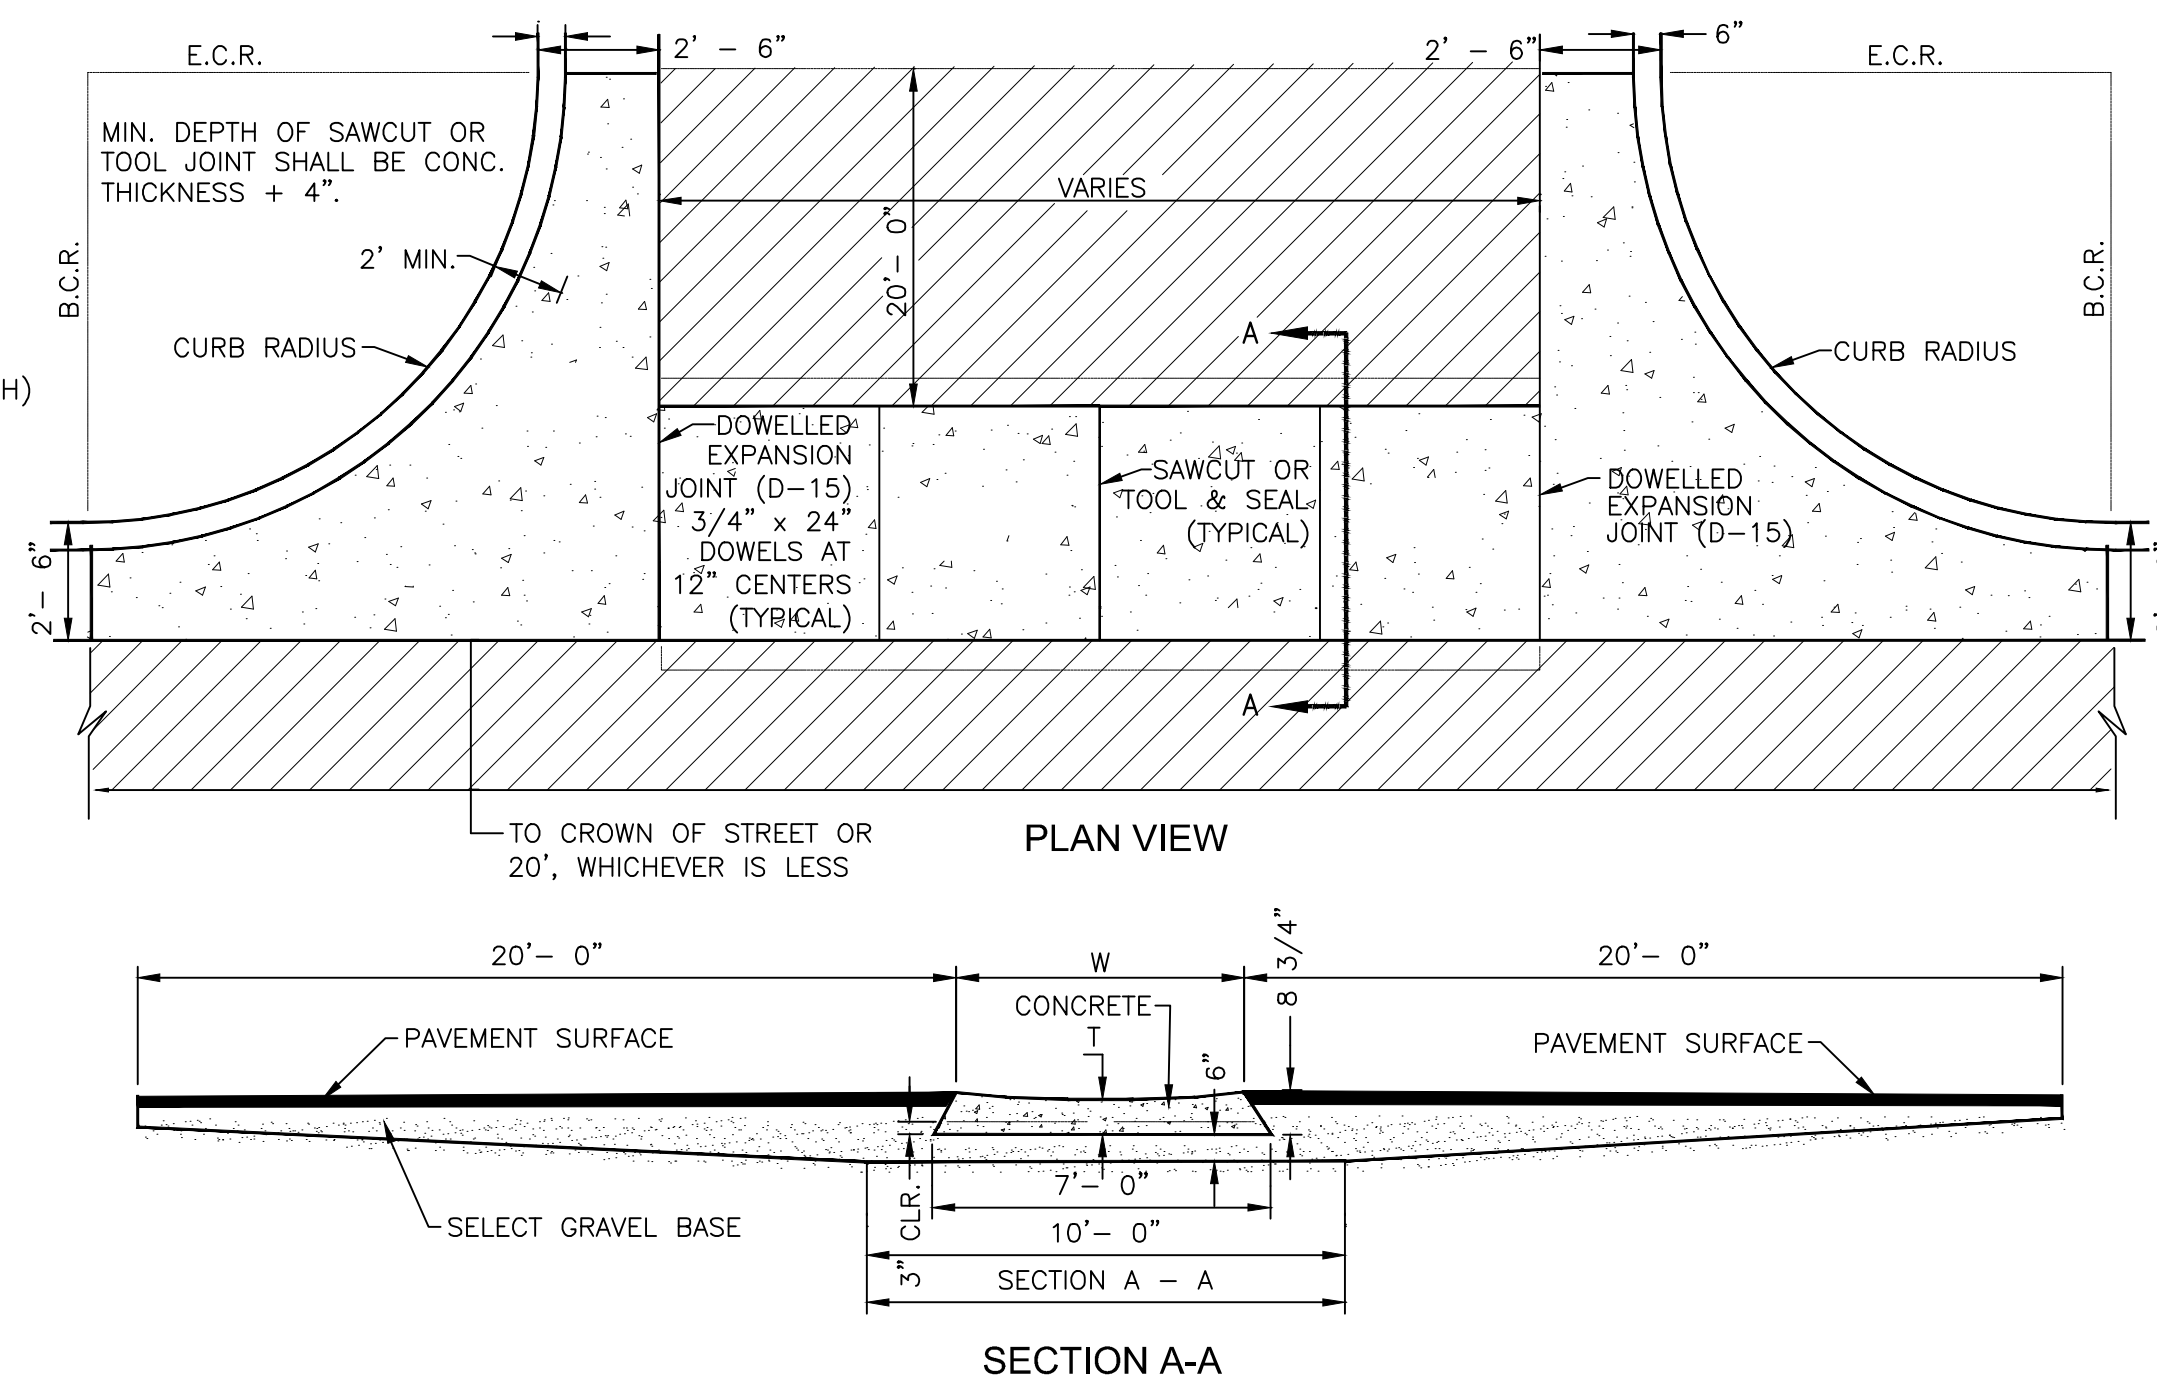 2' - 6"
2' - 6"
6"
E.C.R.
E.C.R.
MIN. DEPTH OF SAWCUT OR
TOOL JOINT SHALL BE CONC.
THICKNESS + 4".
VARIES
20'- 0"
2' MIN.
B.C.R.
B.C.R.
CURB RADIUS
A
CURB RADIUS
H)
DOWELLED
EXPANSION
JOINT (D-15)
3/4" x 24"
DOWELS AT
12" CENTERS
(TYPICAL)
SAWCUT OR
TOOL & SEAL
(TYPICAL)
DOWELLED
EXPANSION
JOINT (D-15)
2'- 6"
A
TO CROWN OF STREET OR
20', WHICHEVER IS LESS
PLAN VIEW
20'- 0"
W
20'- 0"
8 3/4"
CONCRETE
T
6"
PAVEMENT SURFACE
PAVEMENT SURFACE
3" CLR.
7'- 0"
SELECT GRAVEL BASE
10'- 0"
SECTION A - A
SECTION A-A